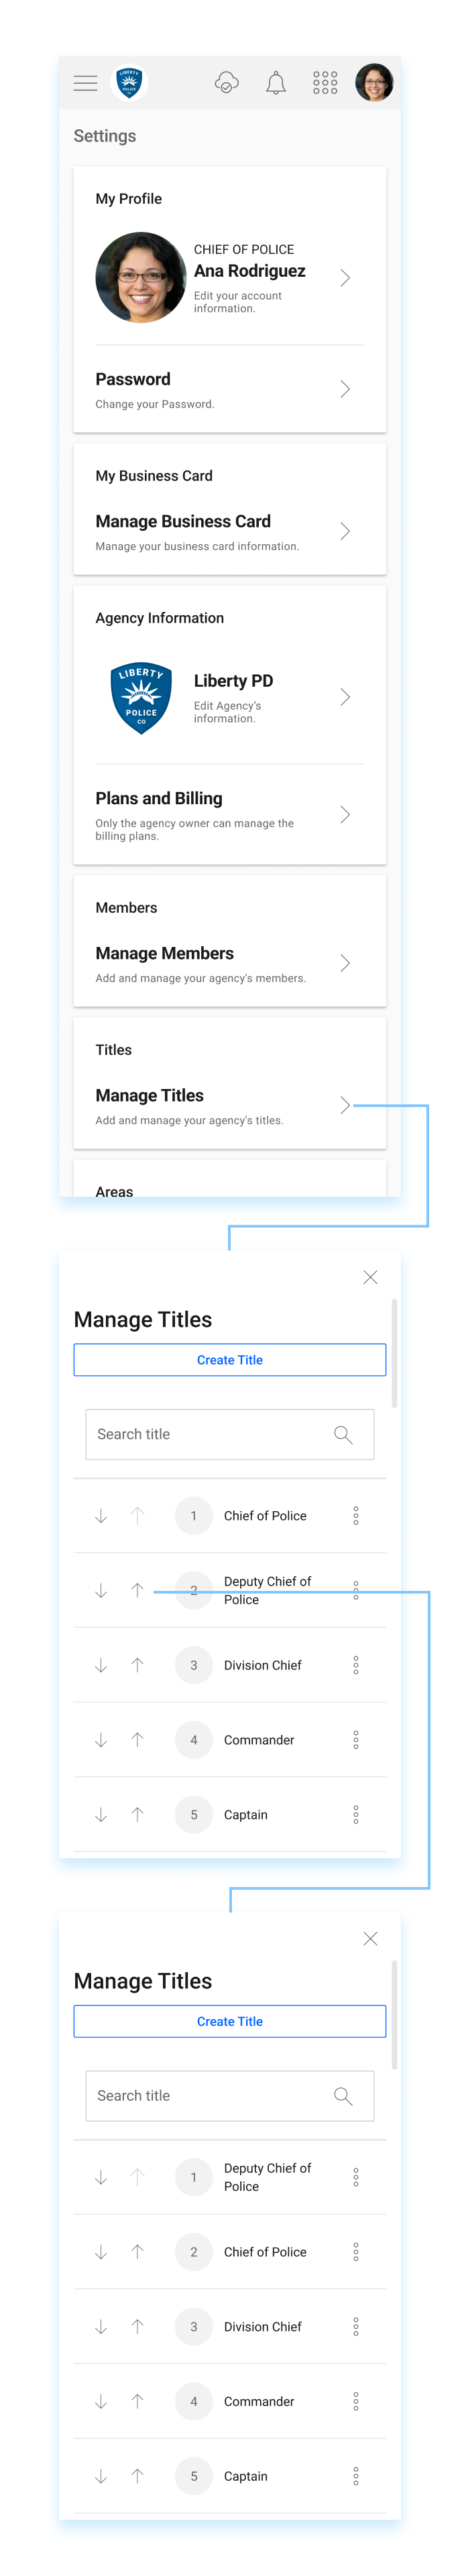 LIBERTY
POLICE
CO
Settings
My Profile
CHIEF OF POLICE
Ana Rodriguez
Edit your account
information.
Password
Change your Password.
My Business Card
Manage Business Card
Manage your business card information.
Agency Information
LIBERTY
POLICE
CO
Liberty PD
Edit Agency's
information.
Plans and Billing
Only the agency owner can manage the
billing plans.
Members
Manage Members
Add and manage your agency's members.
Titles
Manage Titles
Add and manage your agency's titles.
Areas
Manage Titles
Create Title
Search title
1 Chief of Police
2 Deputy Chief of
Police
3 Division Chief
4 Commander
5 Captain
Manage Titles
Create Title
Search title
1 Deputy Chief of
Police
2 Chief of Police
3 Division Chief
4 Commander
5 Captain